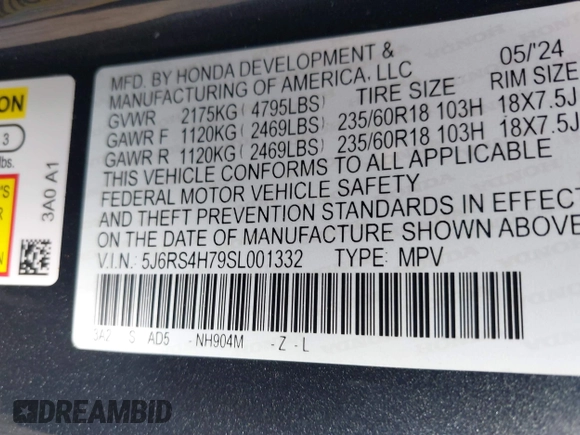 MFD. BY HONDA DEVELOPMENT & 05/'24
MANUFACTURING OF AMERICA, LLC
TIRE SIZE RIM SIZE
GVWR 2175KG( 4795LBS)
GAWR F 1120KG( 2469LBS) 235/60R18 103H 18X7.5J
GAWR R 1120KG( 2469LBS) 235/60R18 103H 18X7.5J
THIS VEHICLE CONFORMS TO ALL APPLICABLE
FEDERAL MOTOR VEHICLE SAFETY
AND THEFT PREVENTION STANDARDS IN EFFECT
ON THE DATE OF MANUFACTURE SHOWN ABOVE
V.I.N.: 5J6RS4H79SL001332 TYPE: MPV
3A2 S AD5 -NH904M -Z-L
3A0 A1
3
lbs.
DREAMBID